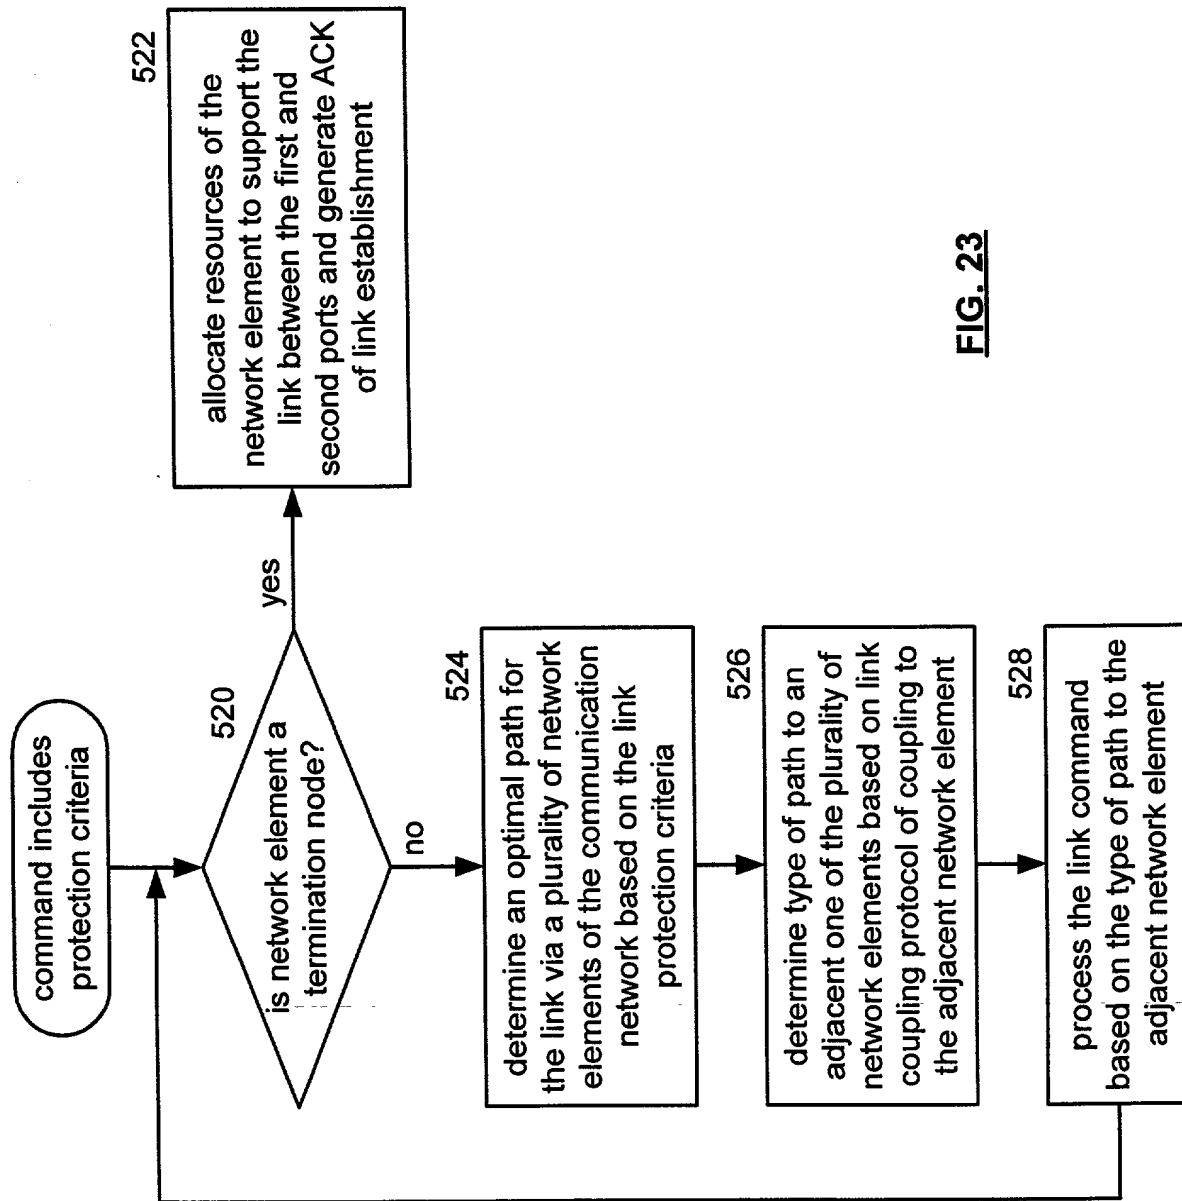 command includes
protection criteria
520
is network element a
termination node?
yes
522
allocate resources of the
network element to support the
link between the first and
second ports and generate ACK
of link establishment
no
524
determine an optimal path for
the link via a plurality of network
elements of the communication
network based on the link
protection criteria
526
determine type of path to an
adjacent one of the plurality of
network elements based on link
coupling protocol of coupling to
the adjacent network element
528
process the link command
based on the type of path to the
adjacent network element
FIG. 23